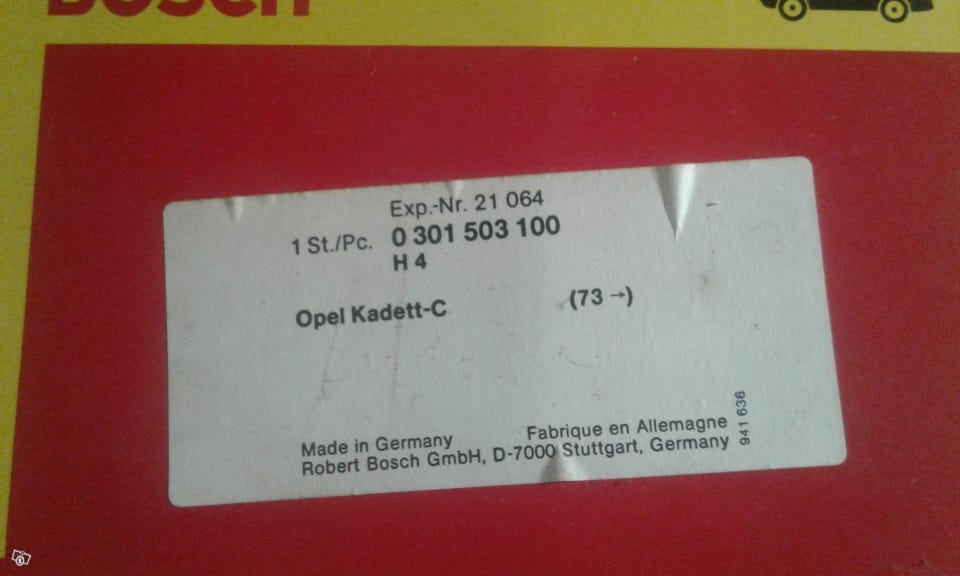 BOSCH
Exp.-Nr. 21 064
1 St./Pc. 0 301 503 100
H 4
Opel Kadett-C (73 →)
Made in Germany Fabrique en Allemagne
Robert Bosch GmbH, D-7000 Stuttgart, Germany
941 636